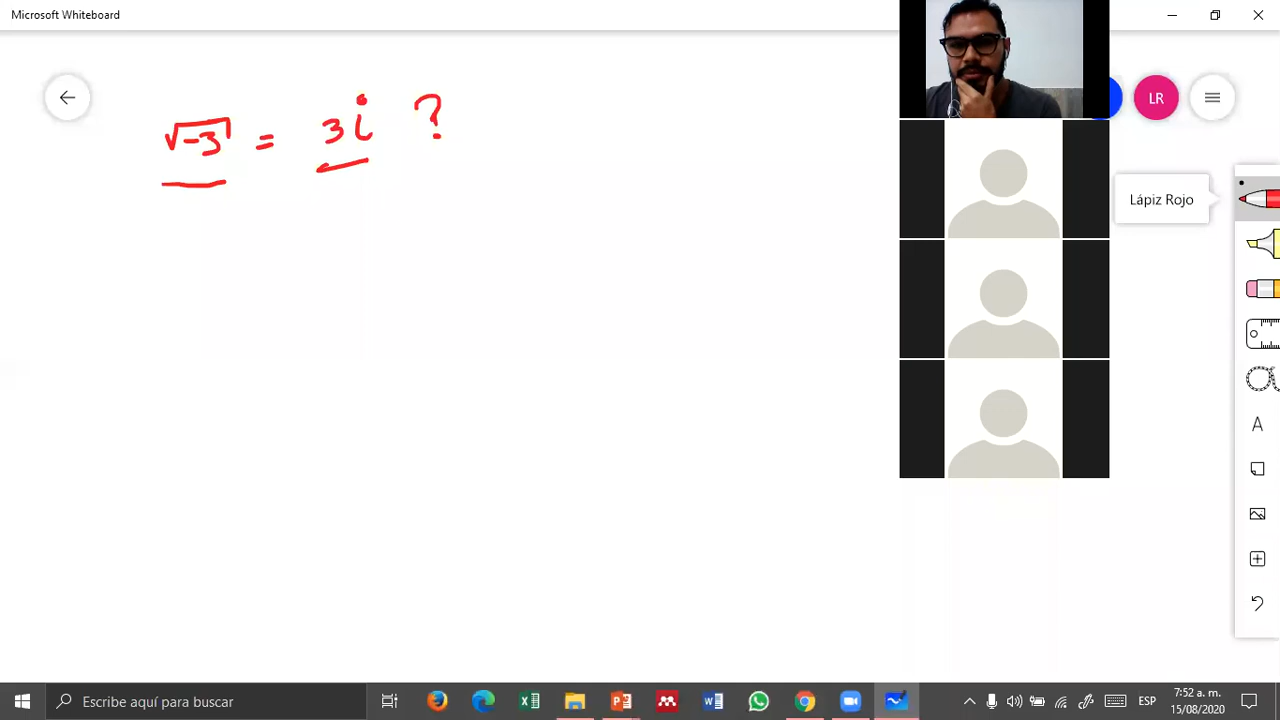 Microsoft Whiteboard
√-3 = 3i ?
LR
Lápiz Rojo
A
Escribe aquí para buscar
ESP
7:52 a. m.
15/08/2020